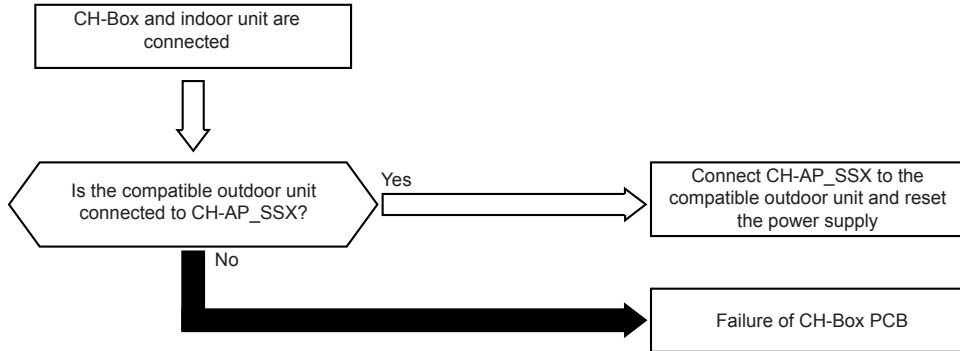 CH-Box and indoor unit are
connected
Is the compatible outdoor unit
connected to CH-AP_SSX?
Yes
Connect CH-AP_SSX to the
compatible outdoor unit and reset
the power supply
No
Failure of CH-Box PCB